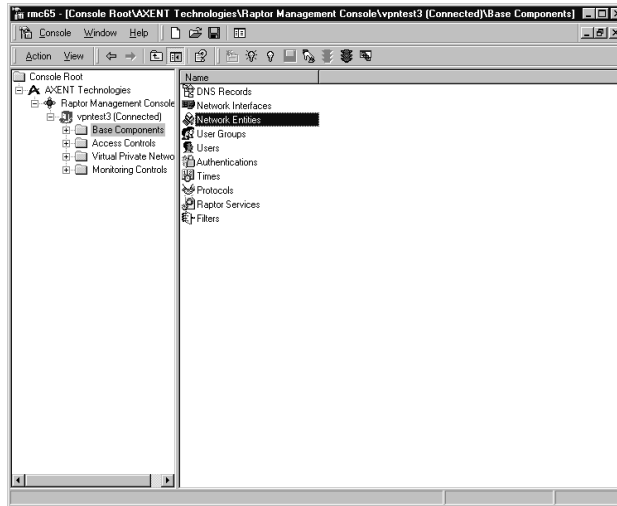 rmc65 - [Console Root\AXENT Technologies\Raptor Management Console\vpntest3 (Connected)\Base Components]
Console Window Help
Action View
Console Root
AXENT Technologies
Raptor Management Console
vpntest3 (Connected)
Base Components
Access Controls
Virtual Private Netwo
Monitoring Controls
Name
DNS Records
Network Interfaces
Network Entities
User Groups
Users
Authentications
Times
Protocols
Raptor Services
Filters